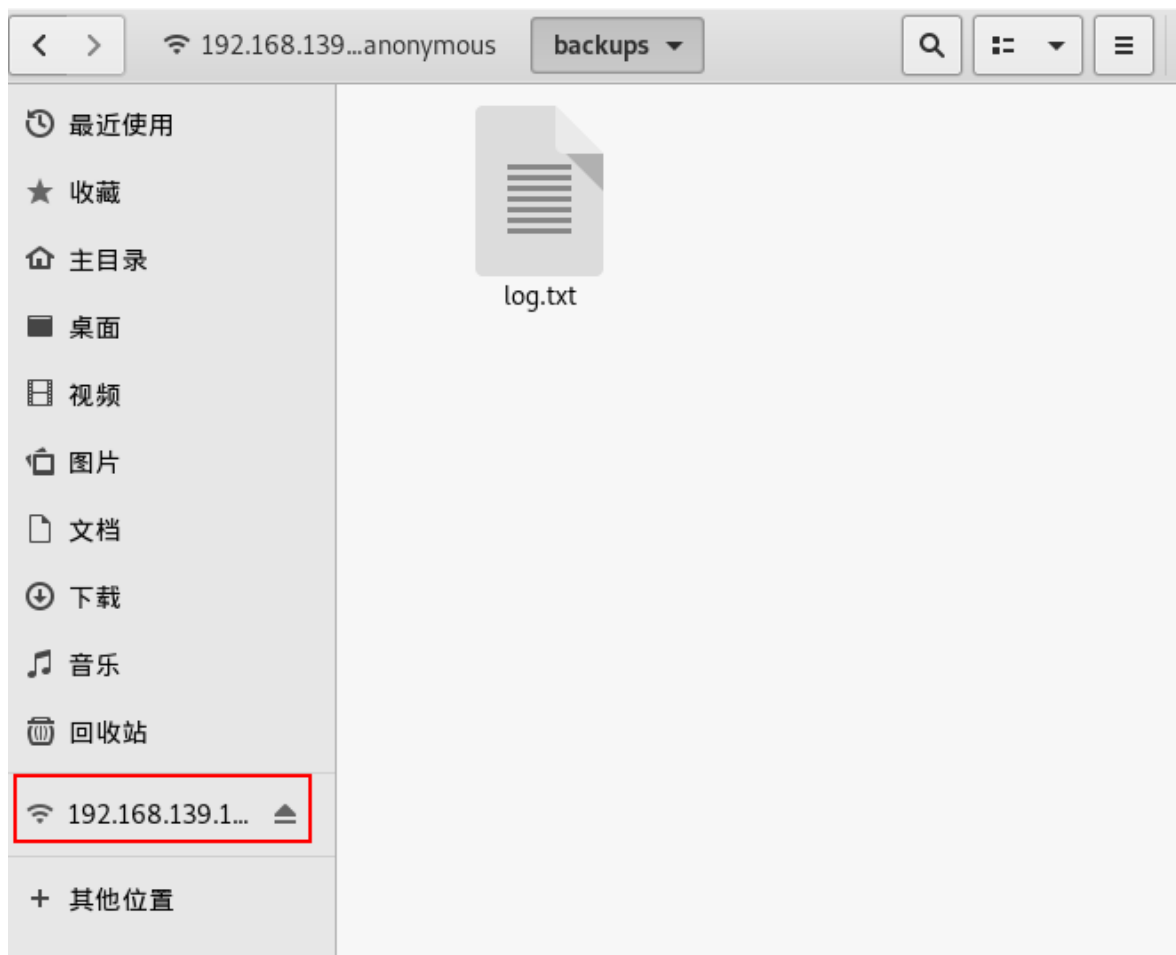 192.168.139...anonymous backups
最近使用
收藏
主目录
桌面
视频
图片
文档
下载
音乐
回收站
192.168.139.1...
+ 其他位置
log.txt